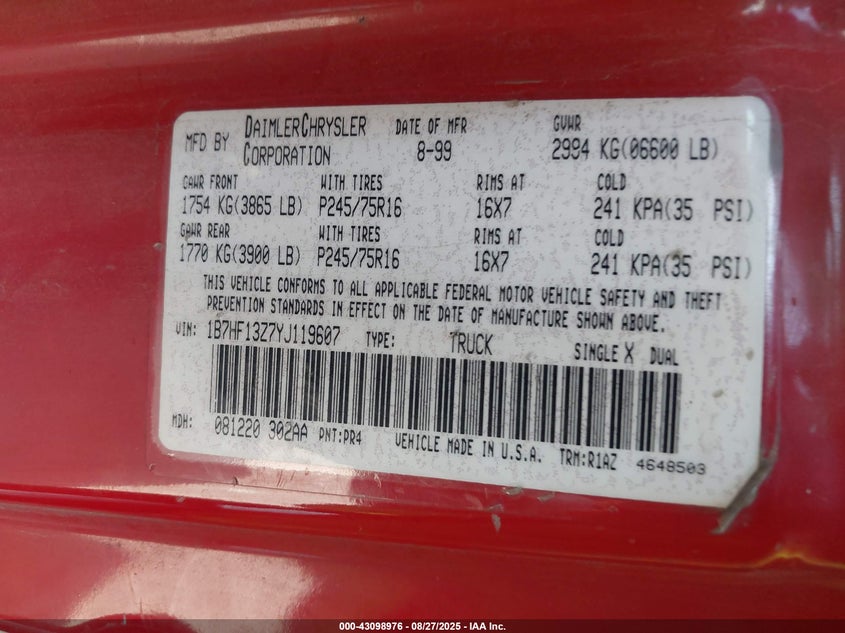 MFD BY DAIMLERCHRYSLER CORPORATION DATE OF MFR 8-99 GVWR 2994 KG(06600 LB)
GAWR FRONT WITH TIRES RIMS AT COLD
1754 KG(3865 LB) P245/75R16 16X7 241 KPA(35 PSI)
GAWR REAR WITH TIRES RIMS AT COLD
1770 KG(3900 LB) P245/75R16 16X7 241 KPA(35 PSI)
THIS VEHICLE CONFORMS TO ALL APPLICABLE FEDERAL MOTOR VEHICLE SAFETY AND THEFT
PREVENTION STANDARDS IN EFFECT ON THE DATE OF MANUFACTURE SHOWN ABOVE.
VIN: 1B7HF13Z7YJ119607 TYPE: TRUCK SINGLE X DUAL
MDH: 081220 302AA PNT:PR4 VEHICLE MADE IN U.S.A. TRM:R1AZ 4648503
000-43098976 - 08/27/2025 - IAA Inc.